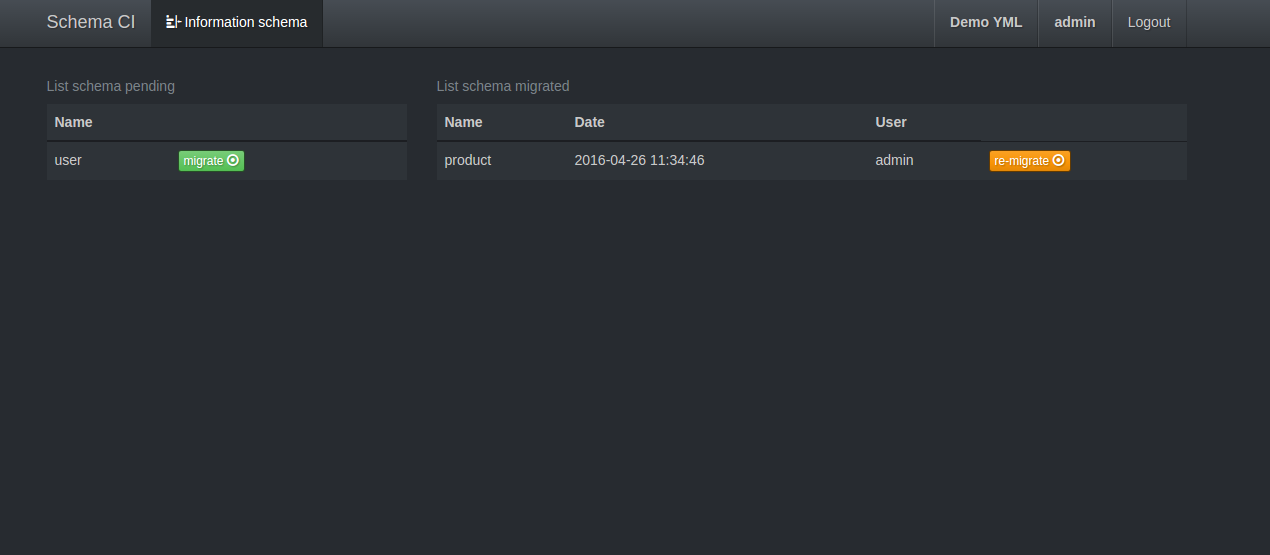 Schema CI Information schema Demo YML admin Logout
List schema pending
Name
user migrate
List schema migrated
Name Date User
product 2016-04-26 11:34:46 admin re-migrate